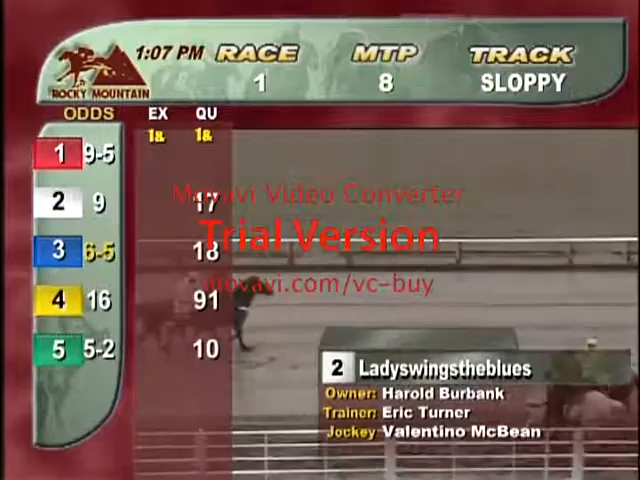 1:07 PM RACE MTP TRACK
ROCKY MOUNTAIN 1 8 SLOPPY
ODDS EX QU
1& 1&
1 9-5
2 9 17
3 6-5 18
4 16 91
5 5-2 10
Movavi Video Converter
Trial Version
movavi.com/vc-buy
2 Ladyswingstheblues
Owner: Harold Burbank
Trainer: Eric Turner
Jockey Valentino McBean